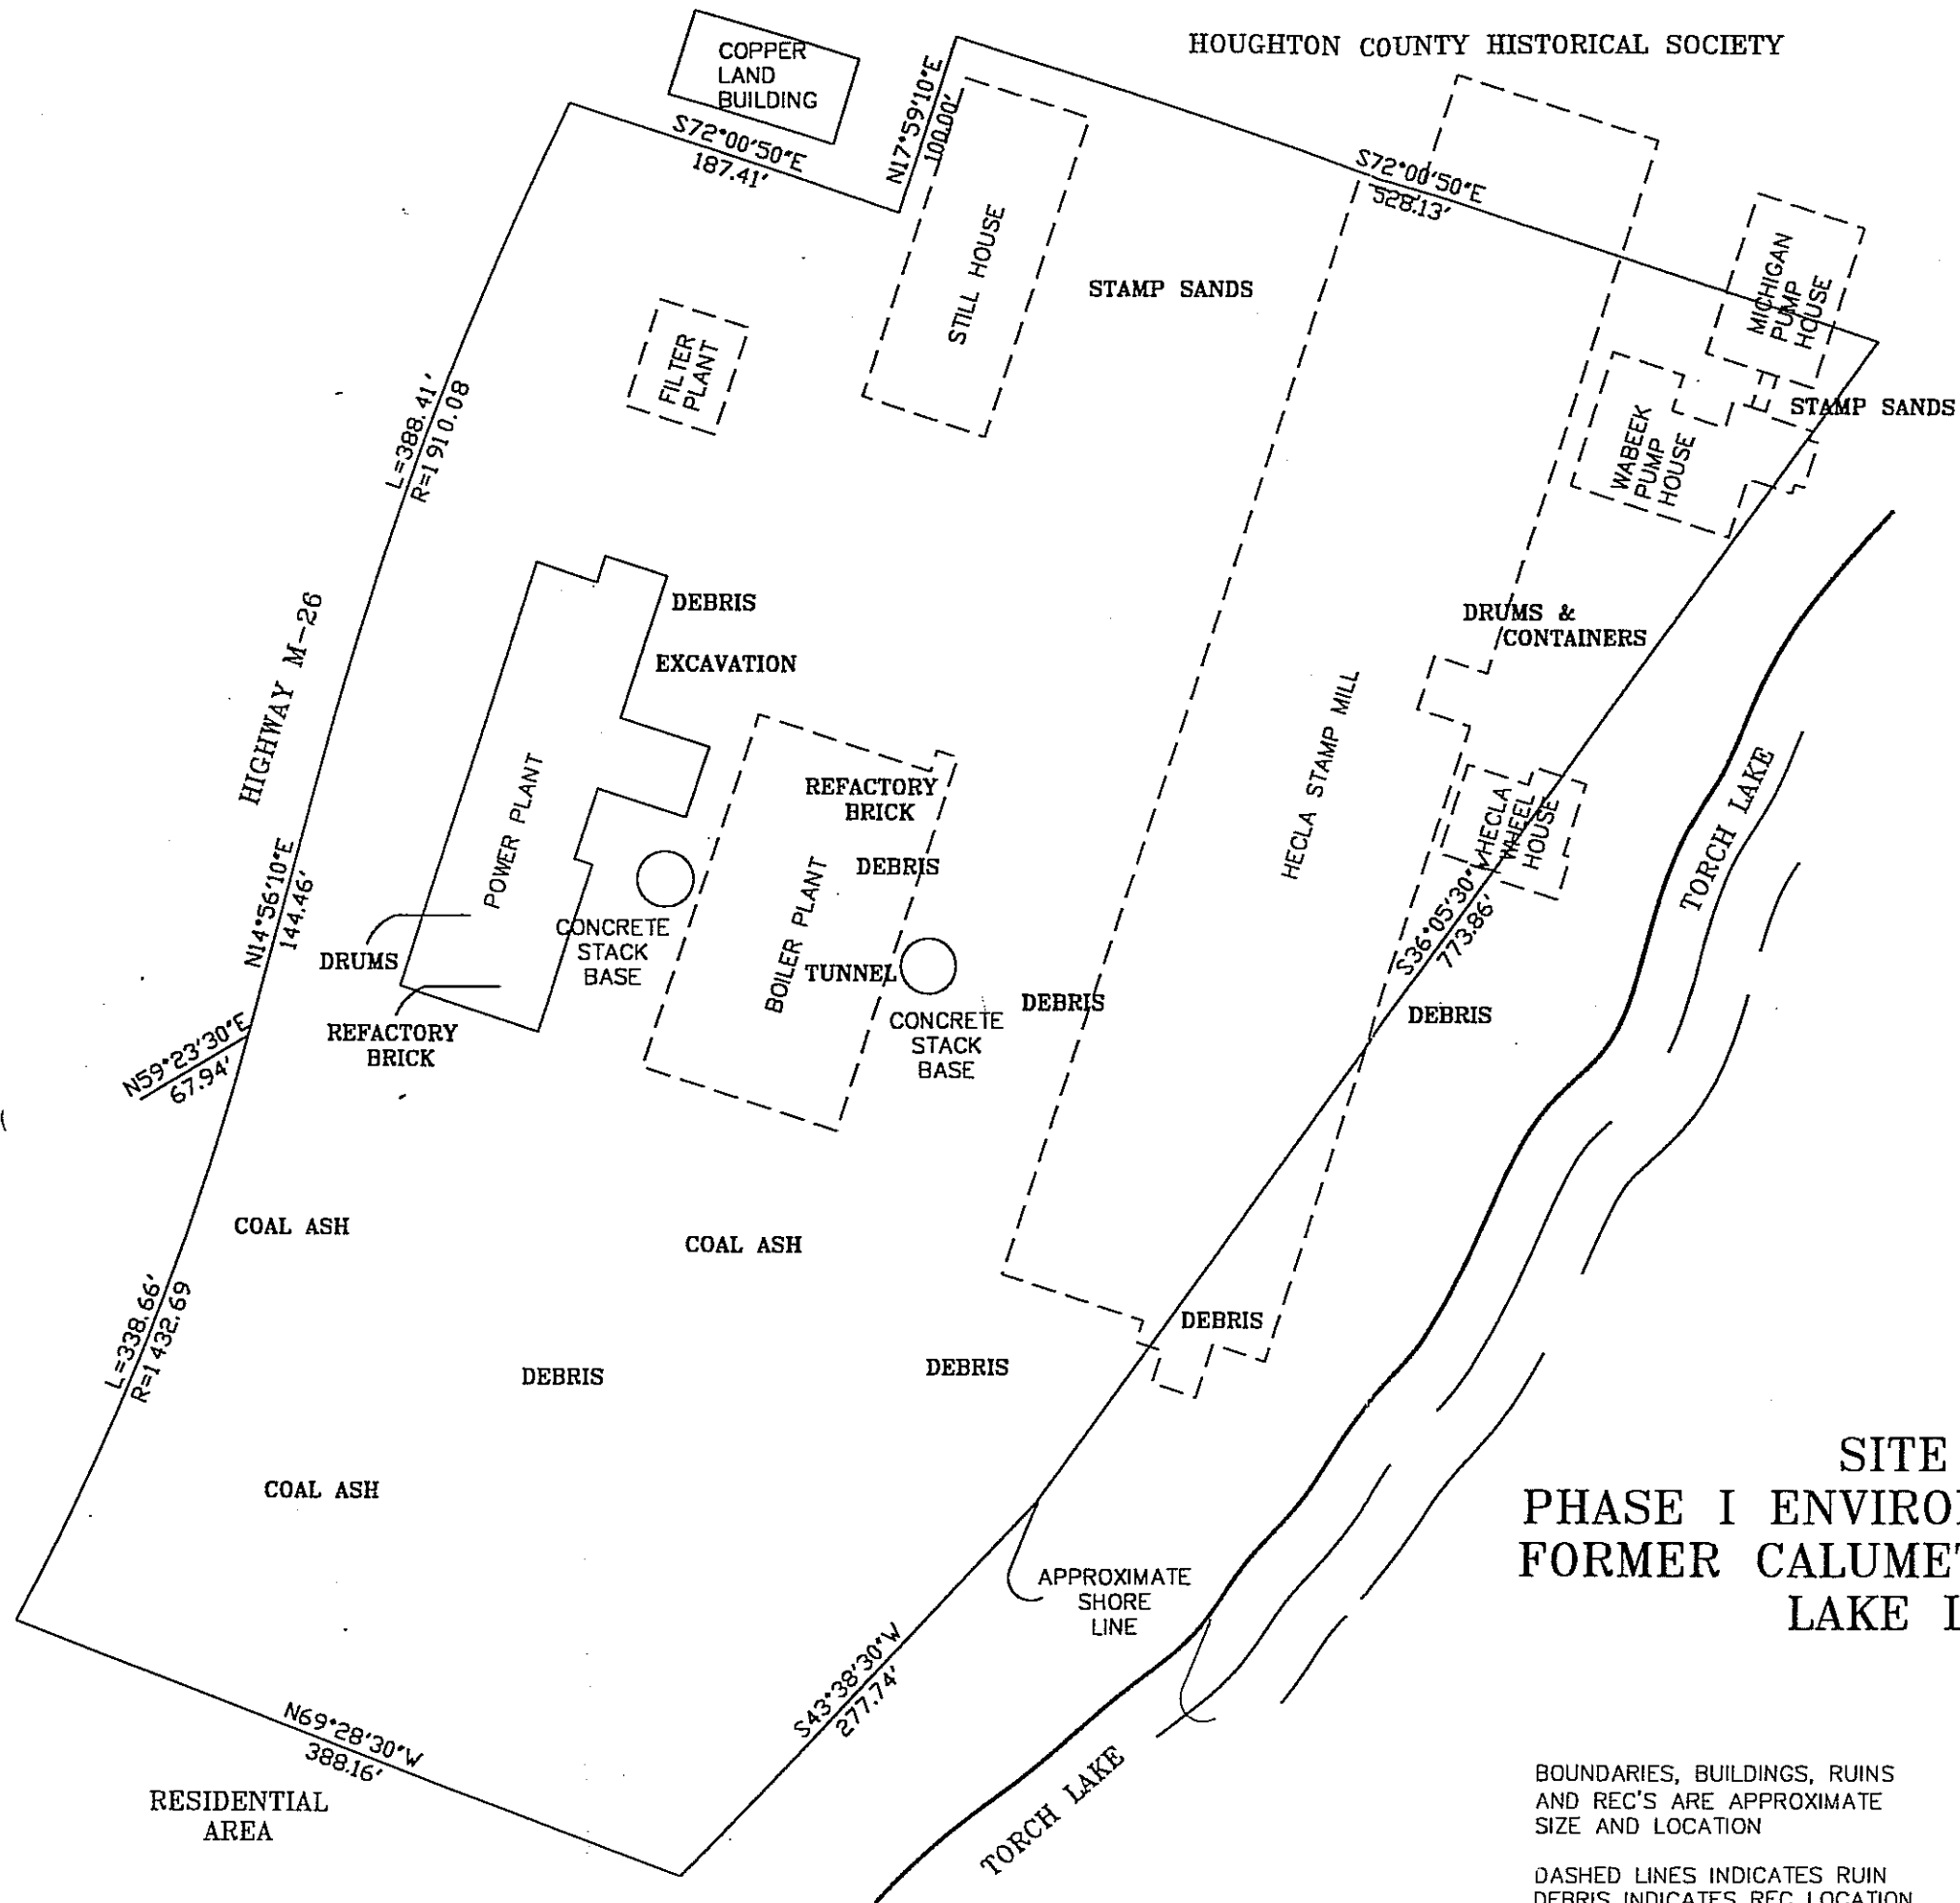 HOUGHTON COUNTY HISTORICAL SOCIETY
COPPER
LAND
BUILDING
S72°00'50"E
187.41'
N17°59'10"E
100.00'
S72°00'50"E
528.13'
STILL HOUSE
STAMP SANDS
MICHIGAN
PUMP
HOUSE
FILTER
PLANT
STAMP SANDS
WABEEK
PUMP
HOUSE
L=388.41'
R=1910.08
DEBRIS
EXCAVATION
DRUMS &
CONTAINERS
HIGHWAY M-26
HECLA STAMP MILL
POWER PLANT
REFACTORY
BRICK
DEBRIS
BOILER PLANT
TUNNEL
HECLA
WHEEL
HOUSE
TORCH LAKE
N14°56'10"E
144.46'
DRUMS
CONCRETE
STACK
BASE
S36°05'30"W
773.86'
REFACTORY
BRICK
CONCRETE
STACK
BASE
DEBRIS
DEBRIS
N59°23'30"E
67.94'
COAL ASH
COAL ASH
L=338.66'
R=1432.69
DEBRIS
DEBRIS
DEBRIS
COAL ASH
SITE
PHASE I ENVIRO
FORMER CALUMET
LAKE L
APPROXIMATE
SHORE
LINE
S43°38'30"W
277.74'
N69°28'30"W
388.16'
RESIDENTIAL
AREA
TORCH LAKE
BOUNDARIES, BUILDINGS, RUINS
AND REC'S ARE APPROXIMATE
SIZE AND LOCATION
DASHED LINES INDICATES RUIN
DEBRIS INDICATES REC LOCATION